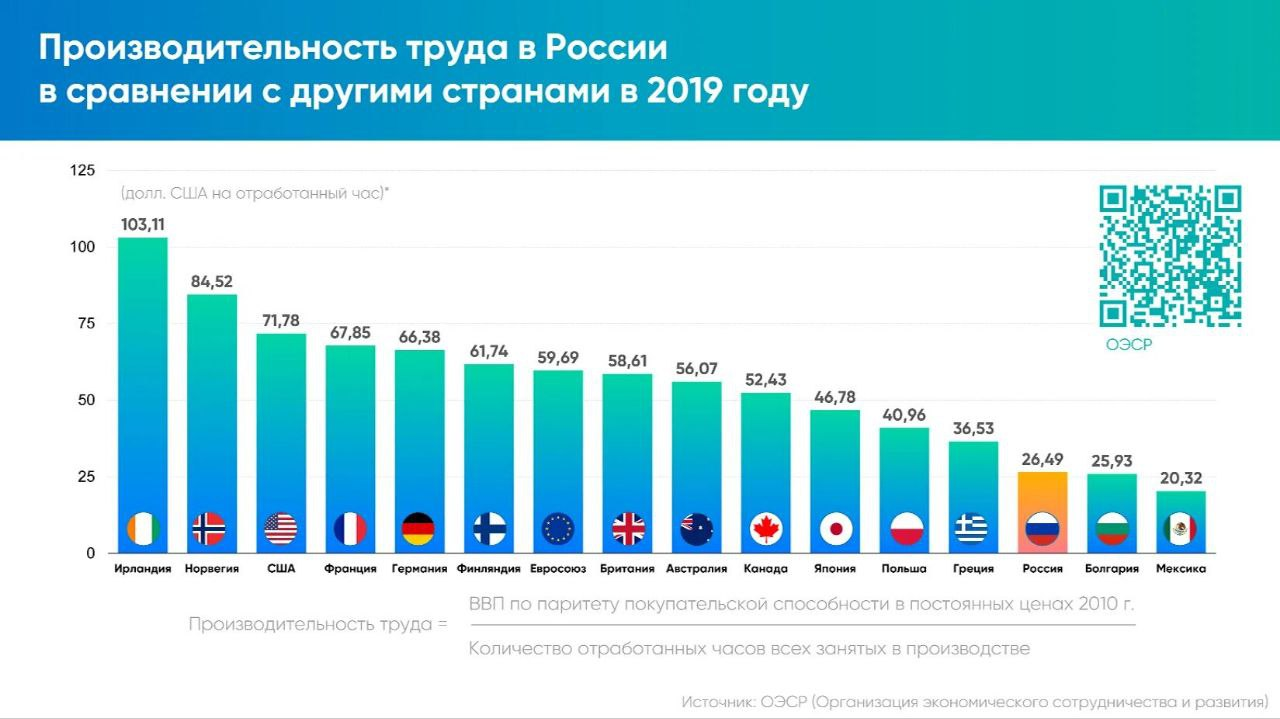 Производительность труда в России
в сравнении с другими странами в 2019 году
125
(долл. США на отработанный час)*
103,11
100
84,52
71,78
67,85
66,38
61,74
59,69
58,61
56,07
52,43
46,78
40,96
36,53
26,49
25,93
20,32
75
50
25
0
ОЭСР
Ирландия Норвегия США Франция Германия Финляндия Евросоюз Британия Австралия Канада Япония Польша Греция Россия Болгария Мексика
Производительность труда =
ВВП по паритету покупательской способности в постоянных ценах 2010 г.
Количество отработанных часов всех занятых в производстве
Источник: ОЭСР (Организация экономического сотрудничества и развития)